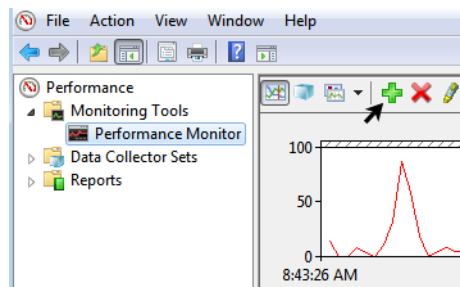 File Action View Window Help
Performance
Monitoring Tools
Performance Monitor
Data Collector Sets
Reports
100
50
0
8:43:26 AM